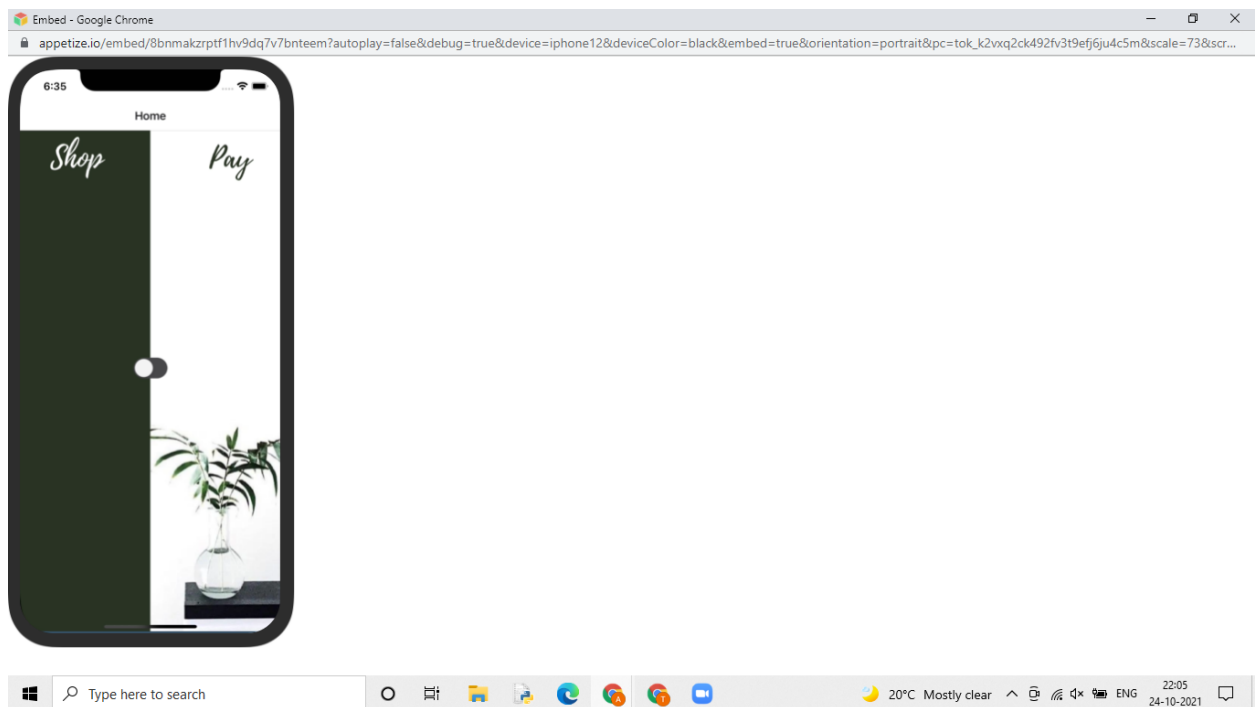 Embed - Google Chrome
appetize.io/embed/8bnmakzrptf1hv9dq7v7bnteem?autoplay=false&debug=true&device=iphone12&deviceColor=black&embed=true&orientation=portrait&pc=tok_k2vxq2ck492fv3t9efj6ju4c5m&scale=73&scr...
6:35
Home
Shop
Pay
Type here to search
20°C Mostly clear
ENG
22:05
24-10-2021